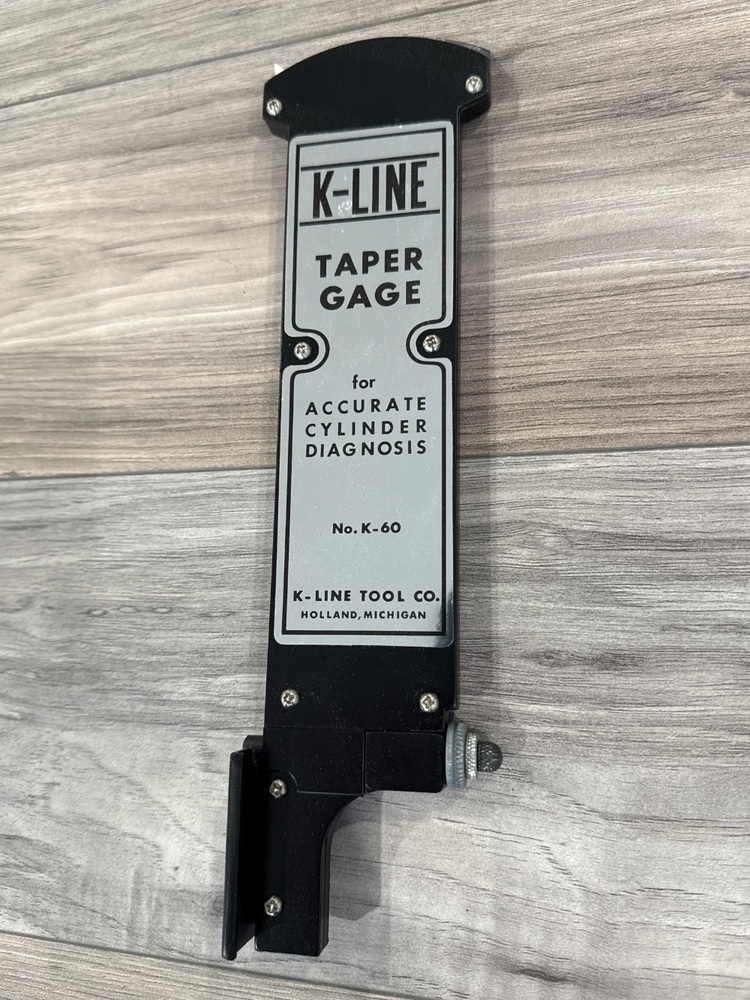 K-LINE
TAPER
GAGE
for
ACCURATE
CYLINDER
DIAGNOSIS
No. K-60
K-LINE TOOL CO.
HOLLAND, MICHIGAN